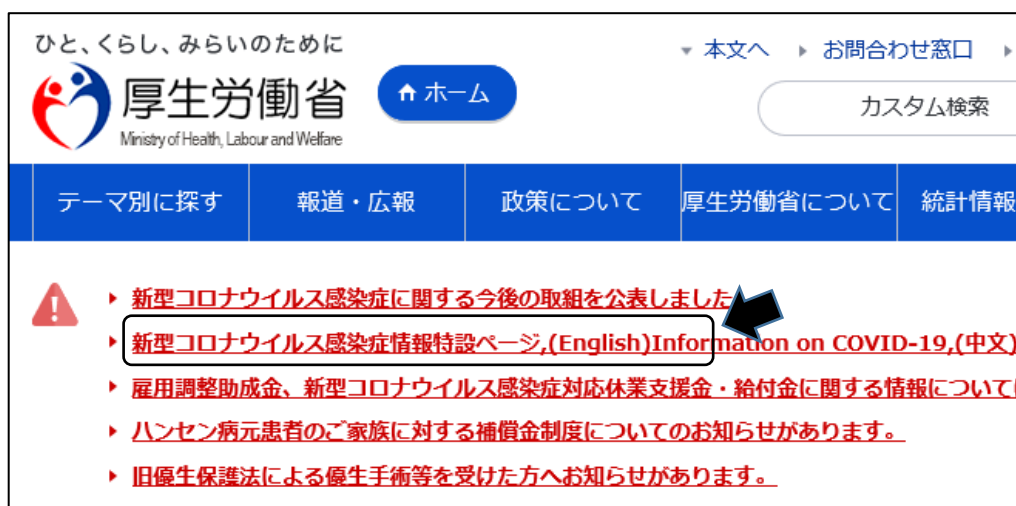 ひと、くらし、みらいのために
本文へ お問合わせ窓口
厚生労働省
Ministry of Health, Labour and Welfare
ホーム
カスタム検索
テーマ別に探す 報道・広報 政策について 厚生労働省について 統計情報
新型コロナウイルス感染症に関する今後の取組を公表しました
新型コロナウイルス感染症情報特設ページ,(English)Information on COVID-19,(中文)
雇用調整助成金、新型コロナウイルス感染症対応休業支援金・給付金に関する情報について
ハンセン病元患者のご家族に対する補償金制度についてのお知らせがあります。
旧優生保護法による優生手術等を受けた方へお知らせがあります。